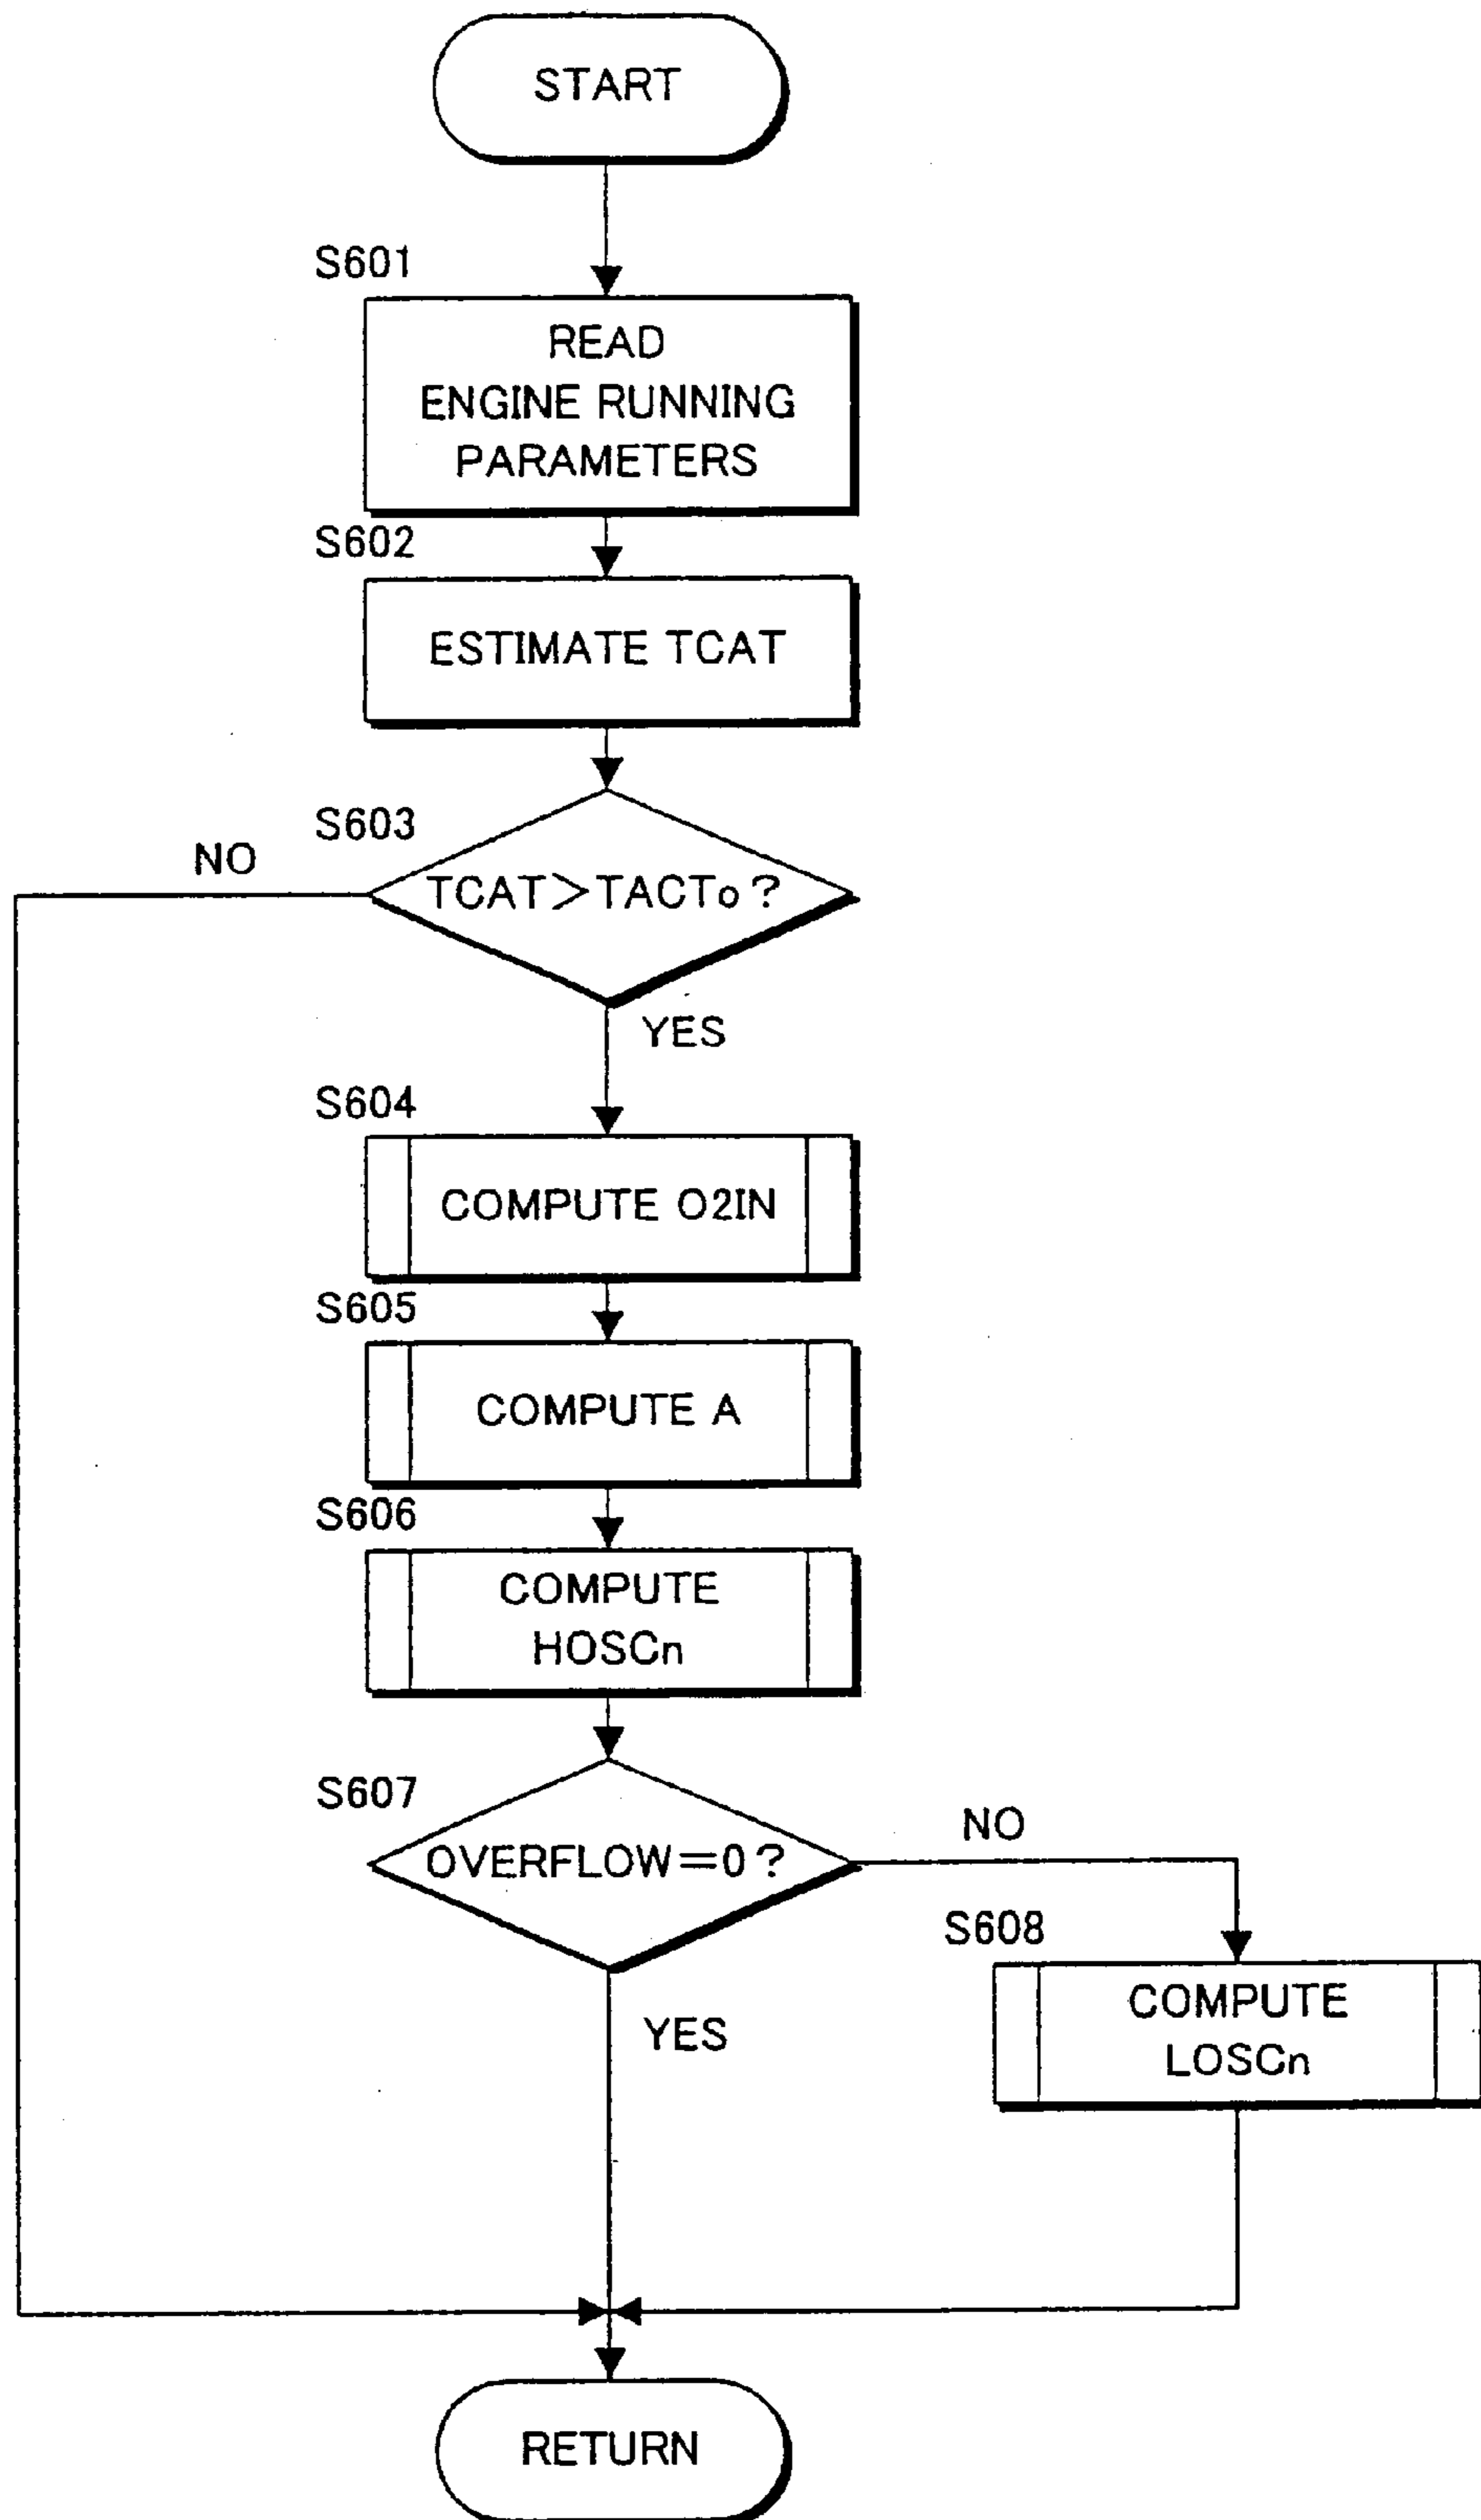 START
S601
READ
ENGINE RUNNING
PARAMETERS
S602
ESTIMATE TCAT
S603
NO
TCAT>TACTo?
YES
S604
COMPUTE O2IN
S605
COMPUTE A
S606
COMPUTE
HOSCn
S607
OVERFLOW=0?
NO
YES
S608
COMPUTE
LOSCn
RETURN